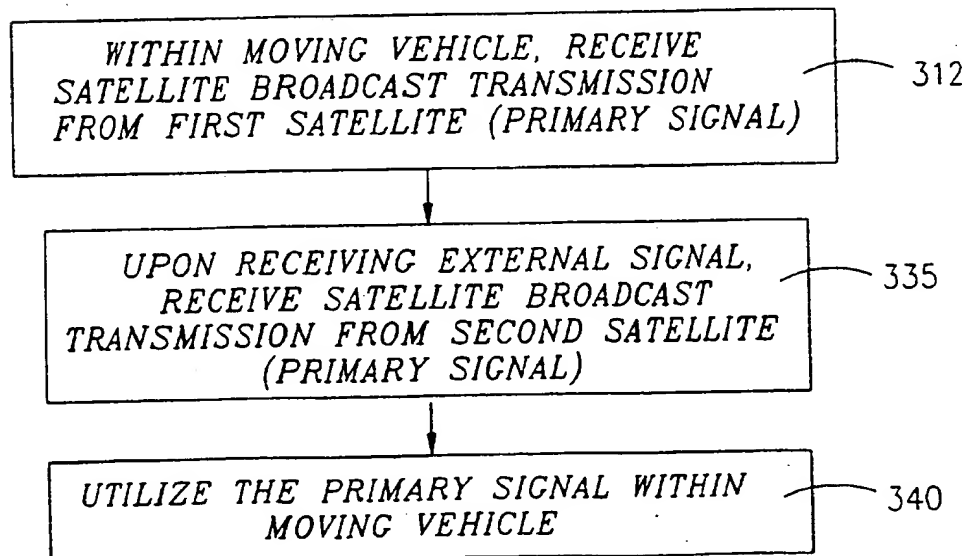 WITHIN MOVING VEHICLE, RECEIVE
SATELLITE BROADCAST TRANSMISSION
FROM FIRST SATELLITE (PRIMARY SIGNAL)
312
UPON RECEIVING EXTERNAL SIGNAL,
RECEIVE SATELLITE BROADCAST
TRANSMISSION FROM SECOND SATELLITE
(PRIMARY SIGNAL)
335
UTILIZE THE PRIMARY SIGNAL WITHIN
MOVING VEHICLE
340